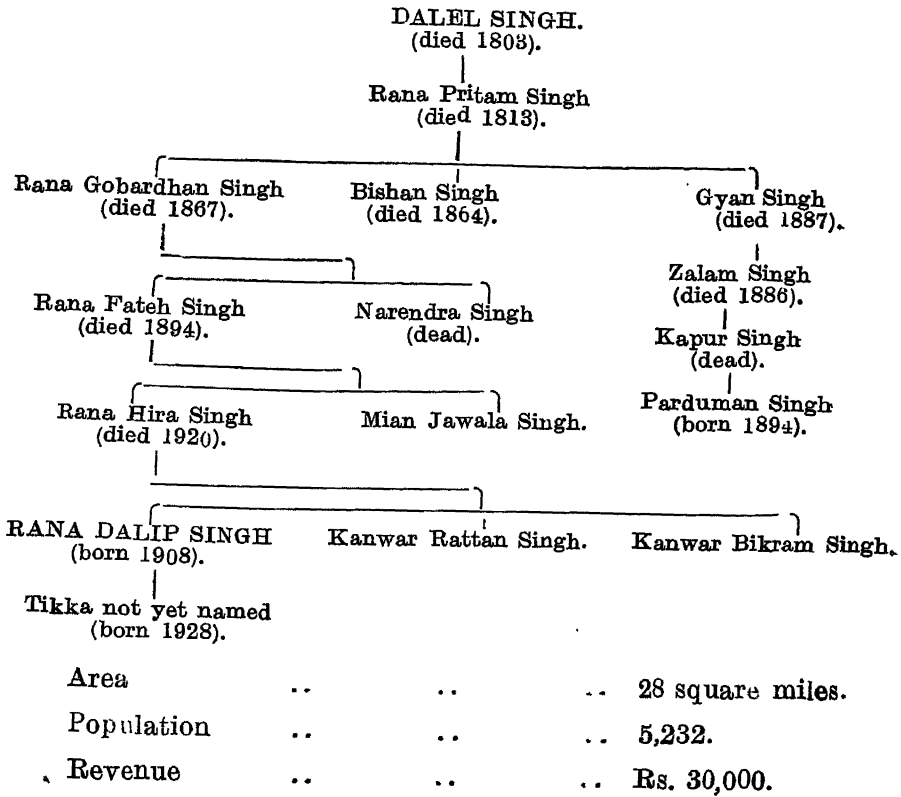 DALEL SINGH.
(died 1803).
Rana Pritam Singh
(died 1813).
Rana Gobardhan Singh
(died 1867).
Bishan Singh
(died 1864).
Gyan Singh
(died 1887).
Zalam Singh
(died 1886).
Rana Fateh Singh
(died 1894).
Narendra Singh
(dead).
Kapur Singh
(dead).
Rana Hira Singh
(died 1920).
Mian Jawala Singh.
Parduman Singh
(born 1894).
RANA DALIP SINGH
(born 1908).
Kanwar Rattan Singh.
Kanwar Bikram Singh.
Tikka not yet named
(born 1928).
Area .. .. .. 28 square miles.
Population .. .. .. 5,232.
Revenue .. .. .. Rs. 30,000.